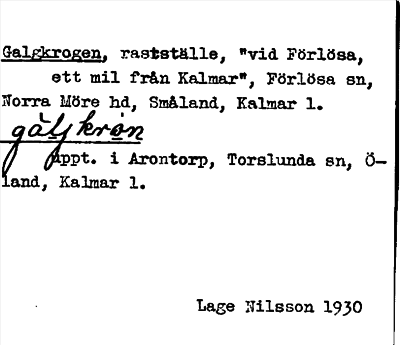 Galgkrogen, rastställe, "vid Förlösa,
ett mil från Kalmar", Förlösa sn,
Norra Möre hd, Småland, Kalmar l.
gàljkrön
Uppt. i Arontorp, Torslunda sn, Ö-
land, Kalmar l.
Lage Nilsson 1930